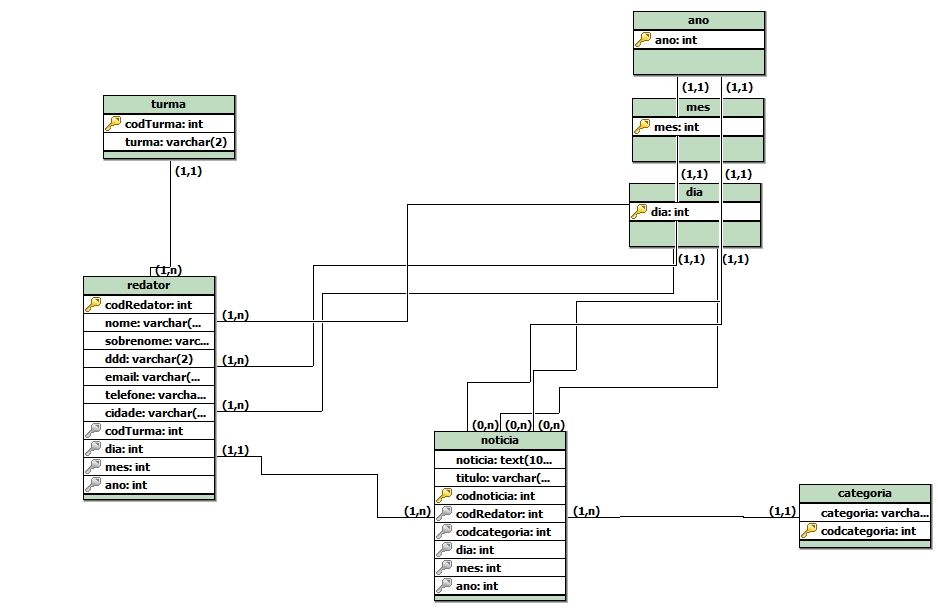 ano
ano: int
(1,1)
(1,1)
mes
mes: int
(1,1)
(1,1)
dia
dia: int
(1,1)
(1,1)
turma
codTurma: int
turma: varchar(2)
(1,1)
(1,n)
redator
codRedator: int
nome: varchar(...
sobrenome: varc...
ddd: varchar(2)
email: varchar(...
telefone: varcha...
cidade: varchar(...
codTurma: int
dia: int
mes: int
ano: int
(1,n)
(1,n)
(1,n)
(1,1)
(1,n)
(0,n) (0,n) (0,n)
noticia
noticia: text(10...
titulo: varchar(...
codnoticia: int
codRedator: int
codcategoria: int
dia: int
mes: int
ano: int
(1,n)
(1,1)
categoria
categoria: varcha...
codcategoria: int